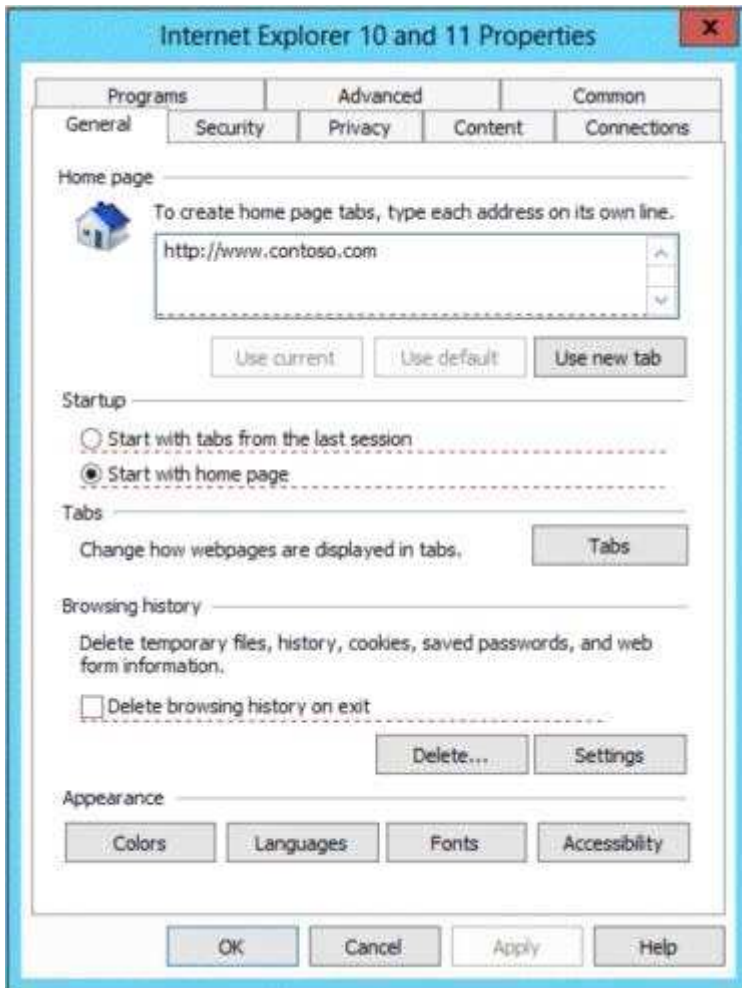 Internet Explorer 10 and 11 Properties
X
Programs Advanced Common
General Security Privacy Content Connections
Home page
To create home page tabs, type each address on its own line.
http://www.contoso.com
Use current Use default Use new tab
Startup
Start with tabs from the last session
Start with home page
Tabs
Change how webpages are displayed in tabs. Tabs
Browsing history
Delete temporary files, history, cookies, saved passwords, and web
form information.
Delete browsing history on exit
Delete... Settings
Appearance
Colors Languages Fonts Accessibility
OK Cancel Apply Help